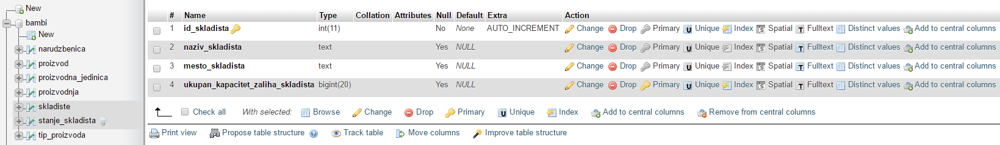 New
bambi
New
narudzbenica
proizvod
proizvodna_jedinica
proizvodnja
skladiste
stanje_skladista
tip_proizvoda
# Name Type Collation Attributes Null Default Extra Action
1 id_skladista int(11) No None AUTO_INCREMENT Change Drop Primary Unique Index Spatial Fulltext Distinct values Add to central columns
2 naziv_skladista text Yes NULL Change Drop Primary Unique Index Spatial Fulltext Distinct values Add to central columns
3 mesto_skladista text Yes NULL Change Drop Primary Unique Index Spatial Fulltext Distinct values Add to central columns
4 ukupan_kapacitet_zaliha_skladista bigint(20) Yes NULL Change Drop Primary Unique Index Spatial Fulltext Distinct values Add to central columns
Check all With selected: Browse Change Drop Primary Unique Index Add to central columns Remove from central columns
Print view Propose table structure Track table Move columns Improve table structure